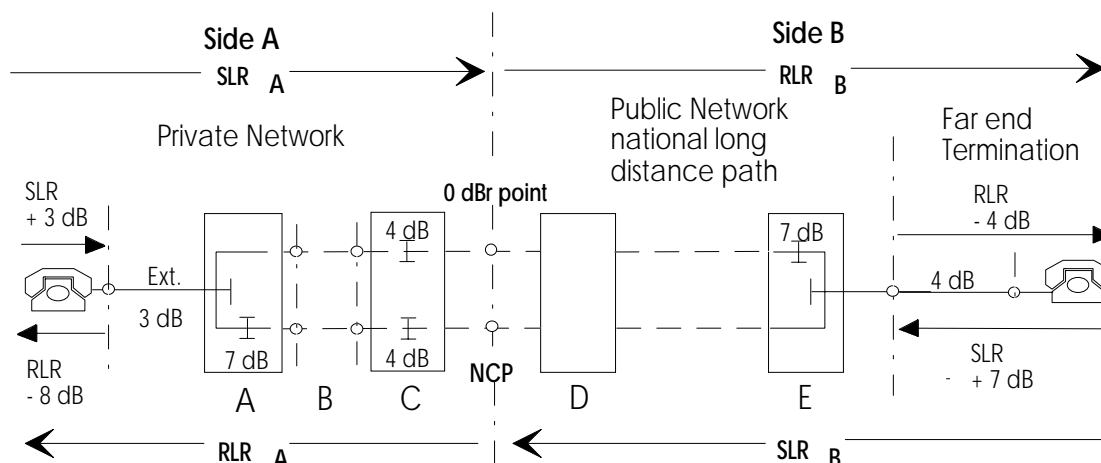 Side A
Side B
SLR A
RLR B
Private Network
Public Network
national long
distance path
Far end
Termination
SLR
+ 3 dB
0 dBr point
RLR
- 4 dB
4 dB
7 dB
Ext.
3 dB
4 dB
7 dB
4 dB
RLR
- 8 dB
NCP
SLR
- + 7 dB
A
B
C
D
E
RLR A
SLR B